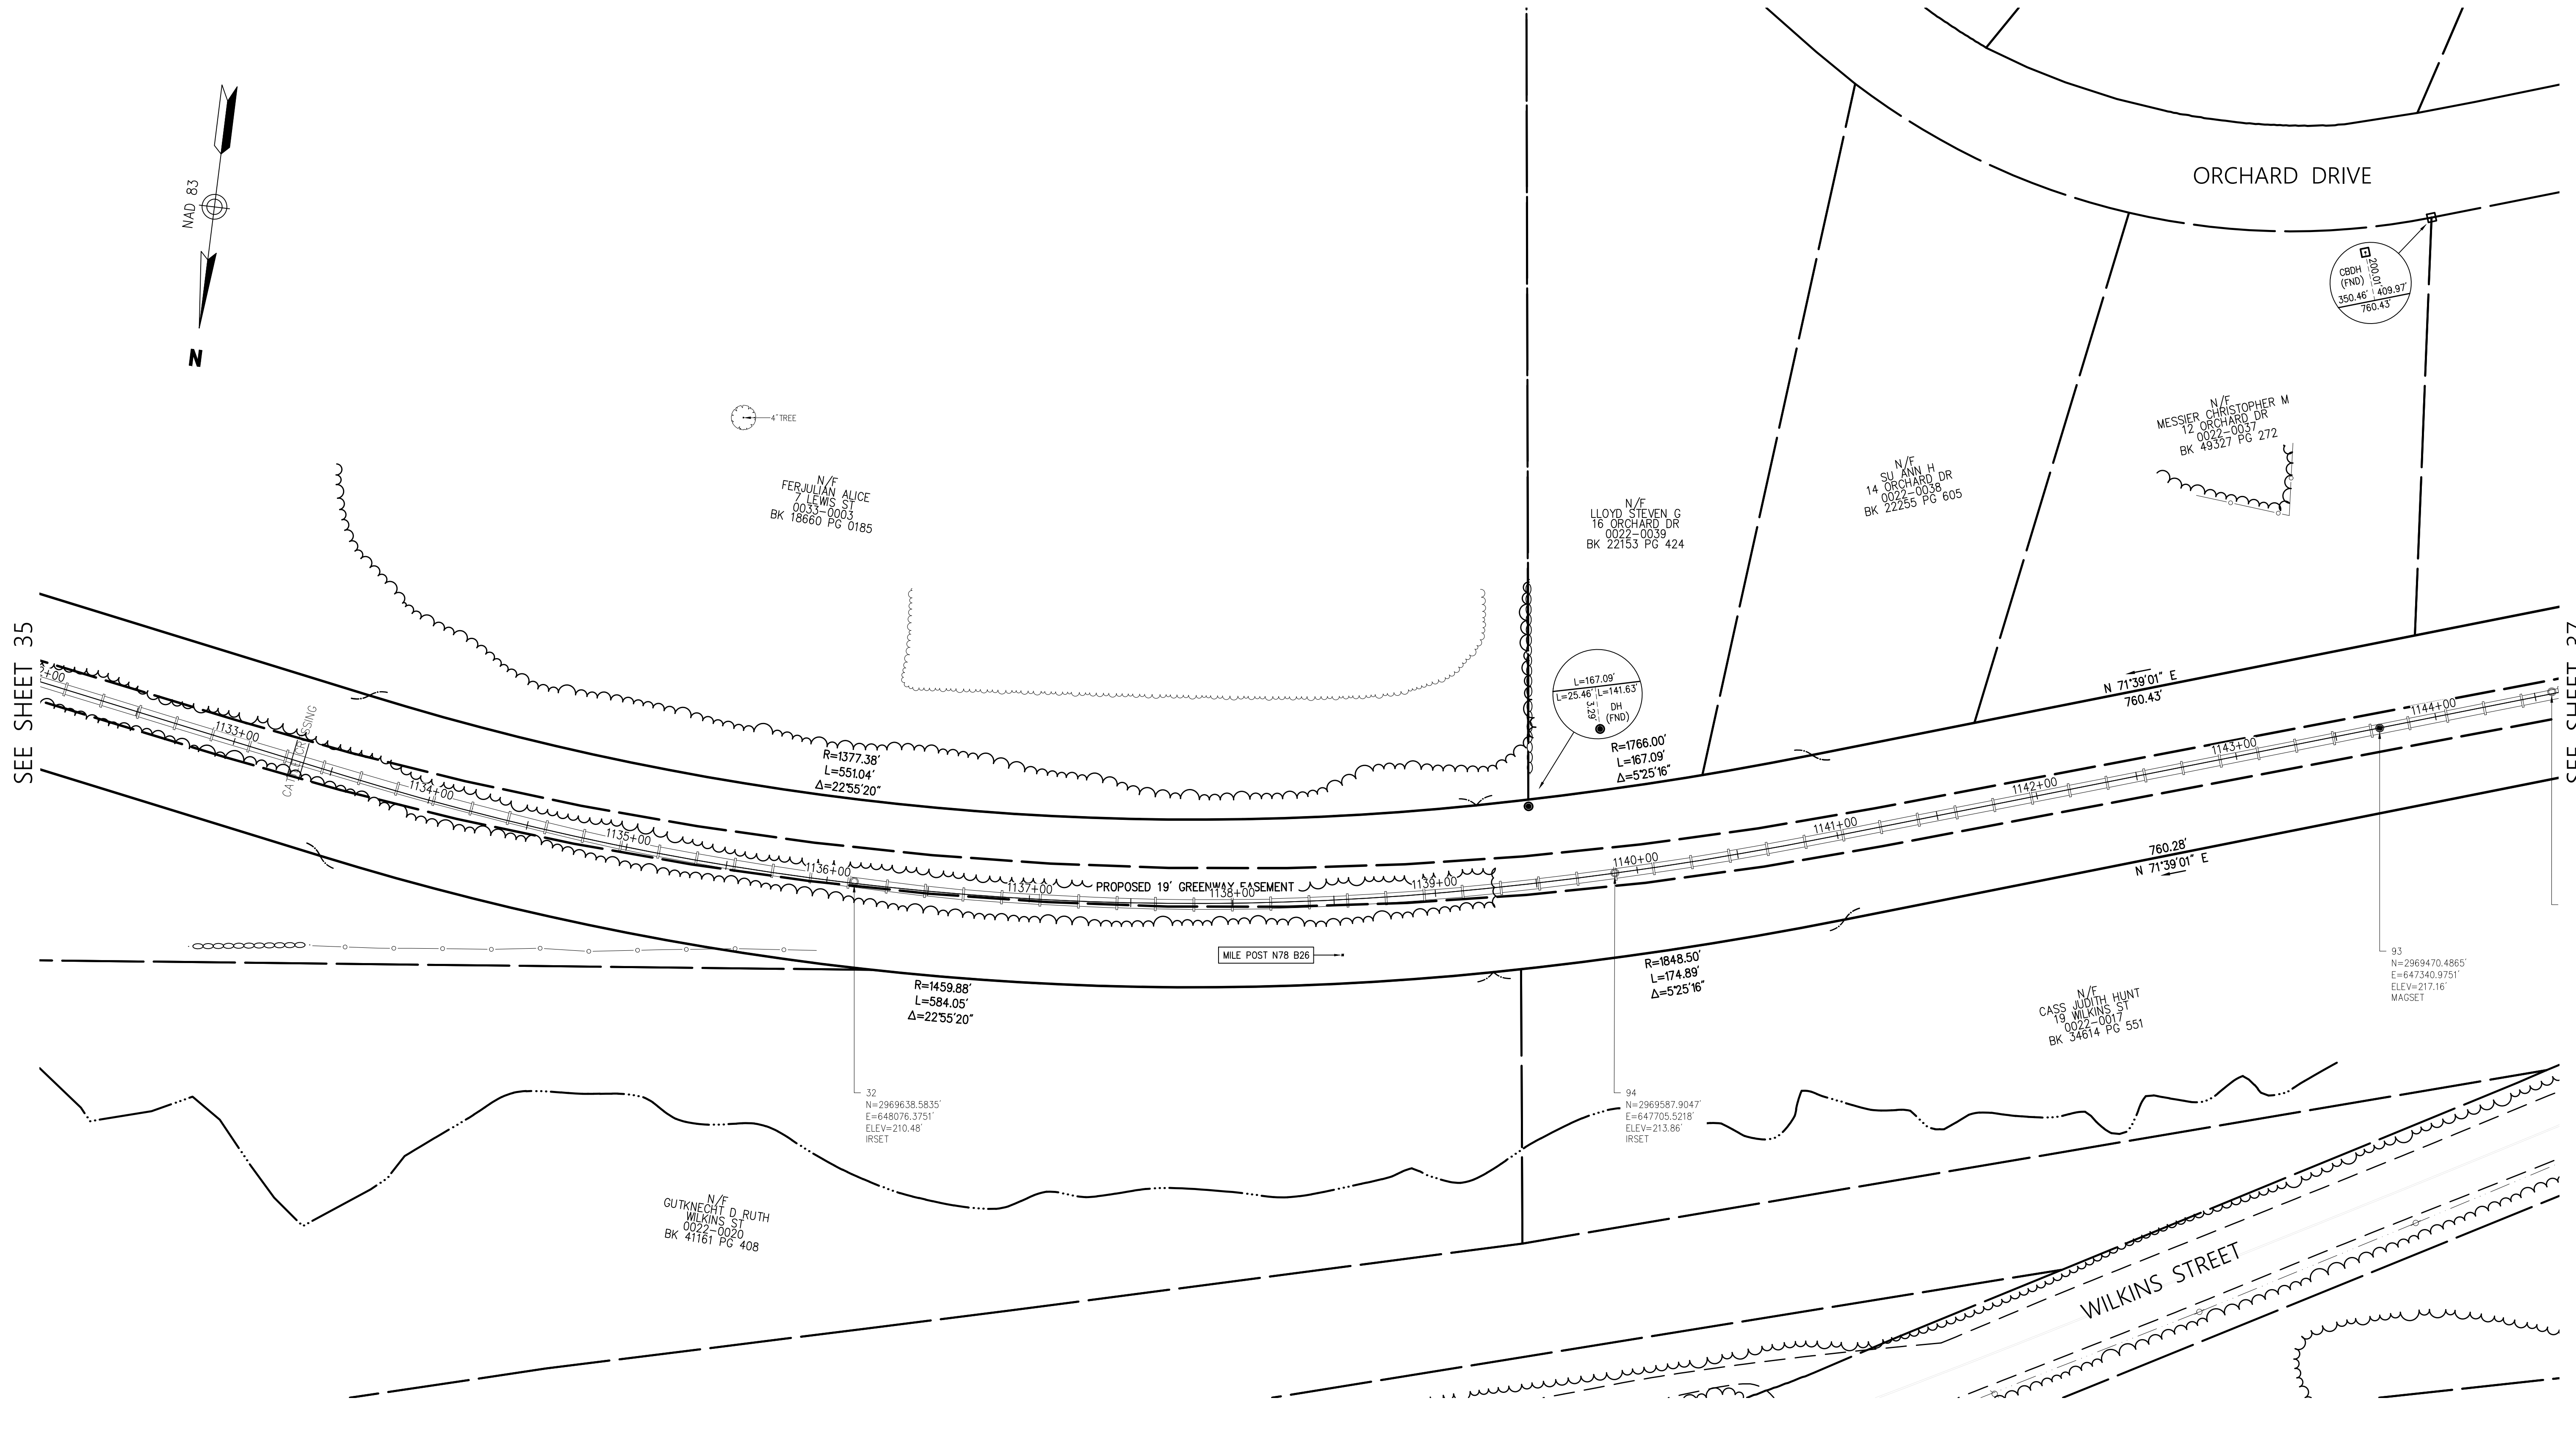 ORCHARD DRIVE
NAD 83
N
CBDH
(FND)
200.01'
350.46'
409.97'
760.43'
4" TREE
N/F
MESSIER CHRISTOPHER M
12 ORCHARD DR
0022-0037
BK 49327 PG 272
N/F
SU ANN H
14 ORCHARD DR
0022-0038
BK 22255 PG 605
N/F
FERJULIAN ALICE
7 LEWIS ST
0033-0003
BK 18660 PG 0185
N/F
LLOYD STEVEN G
16 ORCHARD DR
0022-0039
BK 22153 PG 424
SEE SHEET 35
L=167.09'
L=25.46'
L=141.63'
3.29'
DH
(FND)
N 71°39'01" E
760.43'
R=1377.38'
L=551.04'
Δ=22°55'20"
R=1766.00'
L=167.09'
Δ=5°25'16"
+00
1133+00
CROSSING
1134+00
1135+00
1136+00
1137+00
PROPOSED 19' GREENWAY EASEMENT
1138+00
1139+00
1140+00
1141+00
1142+00
1143+00
1144+00
SEE SHEET
760.28'
N 71°39'01" E
MILE POST N78 B26
R=1459.88'
L=584.05'
Δ=22°55'20"
R=1848.50'
L=174.89'
Δ=5°25'16"
93
N=2969470.4865'
E=647340.9751'
ELEV=217.16'
MAGSET
N/F
CASS JUDITH HUNT
19 WILKINS ST
0022-0017
BK 34614 PG 551
32
N=2969638.5835'
E=648076.3751'
ELEV=210.48'
IRSET
94
N=2969587.9047'
E=647705.5218'
ELEV=213.86'
IRSET
N/F
GUTKNECHT D RUTH
WILKINS ST
0022-0020
BK 41161 PG 408
WILKINS STREET